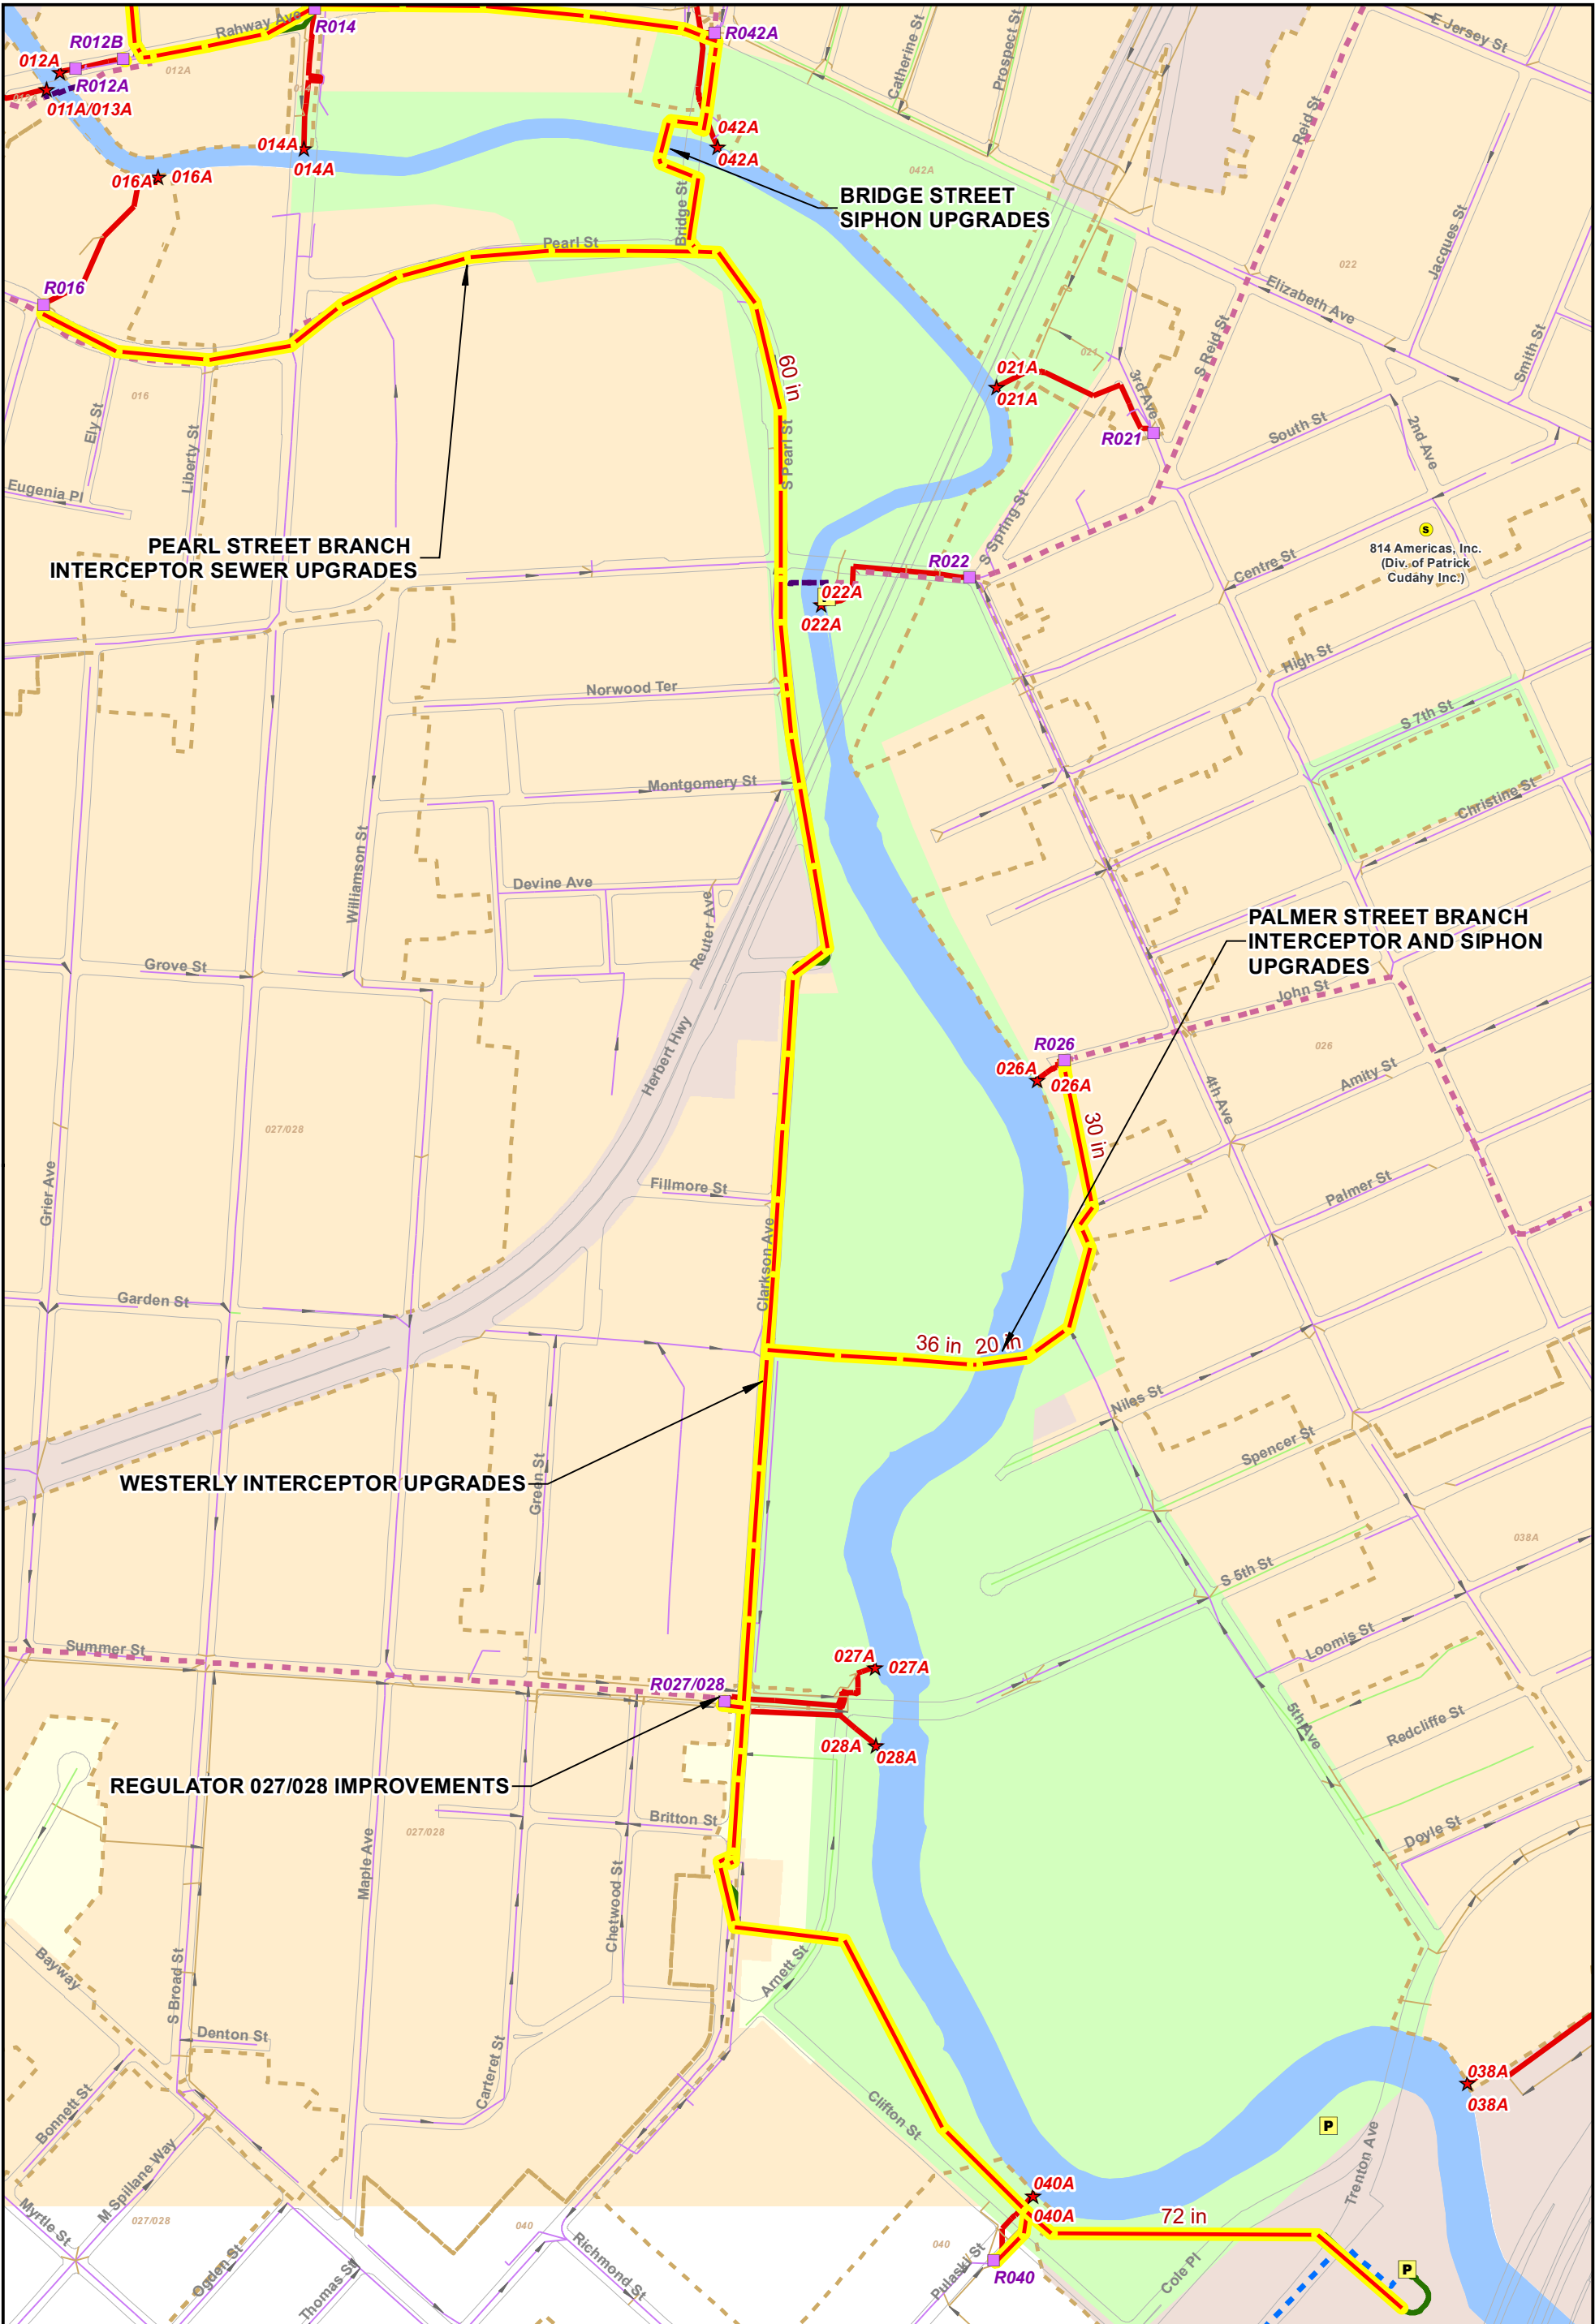 Rahway Ave
R014
R042A
E Jersey St
R012B
012A
012A
R012A
011A/013A
Catherine St
Prospect St
Reid St
014A
014A
042A
042A
042A
016A
016A
BRIDGE STREET
SIPHON UPGRADES
Bridge St
Pearl St
Jacques St
022
Elizabeth Ave
R016
Smith St
S Reid St
60 in
021
021A
021A
3rd Ave
016
Ely St
Liberty St
S Pearl St
R021
South St
2nd Ave
Eugenia Pl
S Spring St
S
814 Americas, Inc.
(Div. of Patrick
Cudahy Inc.)
PEARL STREET BRANCH
INTERCEPTOR SEWER UPGRADES
R022
Centre St
022A
022A
High St
Norwood Ter
S 7th St
Montgomery St
Christine St
Williamson St
Devine Ave
Reuter Ave
PALMER STREET BRANCH
INTERCEPTOR AND SIPHON
UPGRADES
Grove St
John St
Herbert Hwy
R026
026
026A
026A
Amity St
4th Ave
30 in
027/028
Grier Ave
Fillmore St
Palmer St
Clarkson Ave
Garden St
36 in
20 in
Niles St
Spencer St
WESTERLY INTERCEPTOR UPGRADES
Green St
038A
S 5th St
Summer St
Loomis St
R027/028
027A
027A
028A
028A
5th Ave
Redcliffe St
REGULATOR 027/028 IMPROVEMENTS
Britton St
027/028
Doyle St
Maple Ave
Chetwood St
Bayway
S Broad St
Arnett St
Denton St
Carteret St
Bonnett St
Clifton St
038A
038A
P
M Spillane Way
Trenton Ave
040A
040A
72 in
Myrtle St
027/028
040
040
Ogden St
Thomas St
Richmond St
Pulaski St
R040
Cole Pl
P